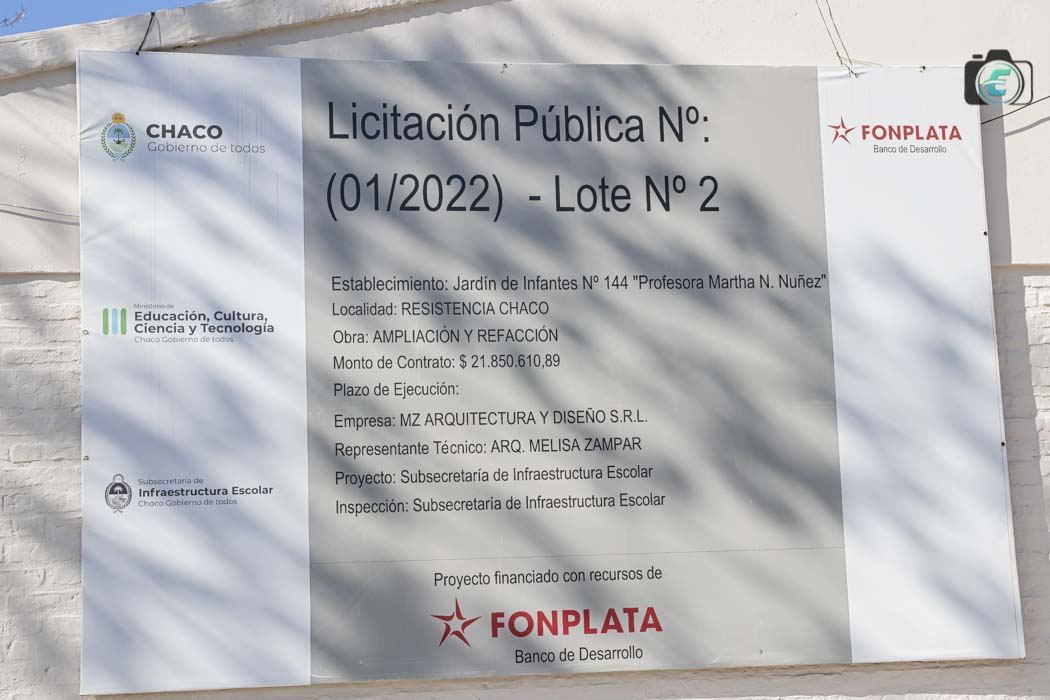 CHACO
Gobierno de todos
Ministerio de
Educación, Cultura,
Ciencia y Tecnología
Chaco Gobierno de todos
Subsecretaría de
Infraestructura Escolar
Chaco Gobierno de todos
Licitación Pública Nº:
(01/2022) - Lote Nº 2
Establecimiento: Jardín de Infantes Nº 144 "Profesora Martha N. Nuñez"
Localidad: RESISTENCIA CHACO
Obra: AMPLIACIÓN Y REFACCIÓN
Monto de Contrato: $ 21.850.610,89
Plazo de Ejecución:
Empresa: MZ ARQUITECTURA Y DISEÑO S.R.L.
Representante Técnico: ARQ. MELISA ZAMPAR
Proyecto: Subsecretaría de Infraestructura Escolar
Inspección: Subsecretaría de Infraestructura Escolar
Proyecto financiado con recursos de
FONPLATA
Banco de Desarrollo
FONPLATA
Banco de Desarrollo